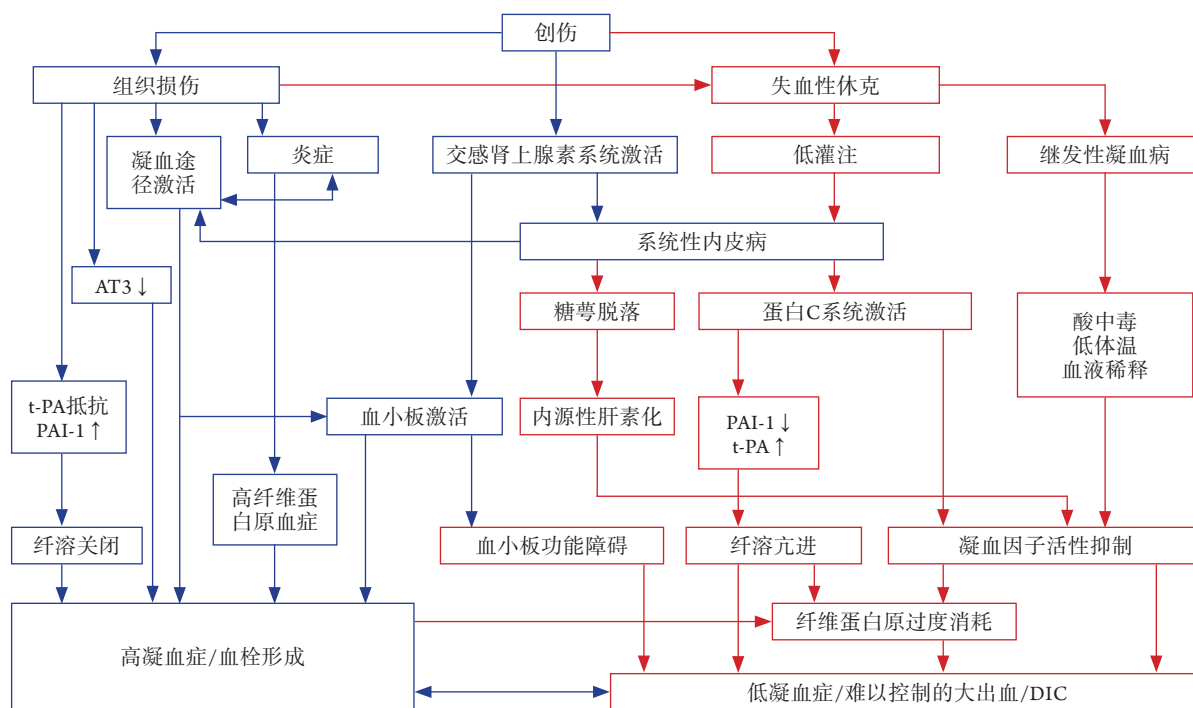 创伤
组织损伤
失血性休克
凝血途
径激活
炎症
交感肾上腺素系统激活
低灌注
继发性凝血病
系统性内皮病
AT3↓
糖萼脱落
蛋白C系统激活
酸中毒
低体温
血液稀释
t-PA抵抗
PAI-1↑
血小板激活
内源性肝素化
PAI-1↓
t-PA↑
高纤维蛋
白原血症
纤溶关闭
血小板功能障碍
纤溶亢进
凝血因子活性抑制
纤维蛋白原过度消耗
高凝血症/血栓形成
低凝血症/难以控制的大出血/DIC